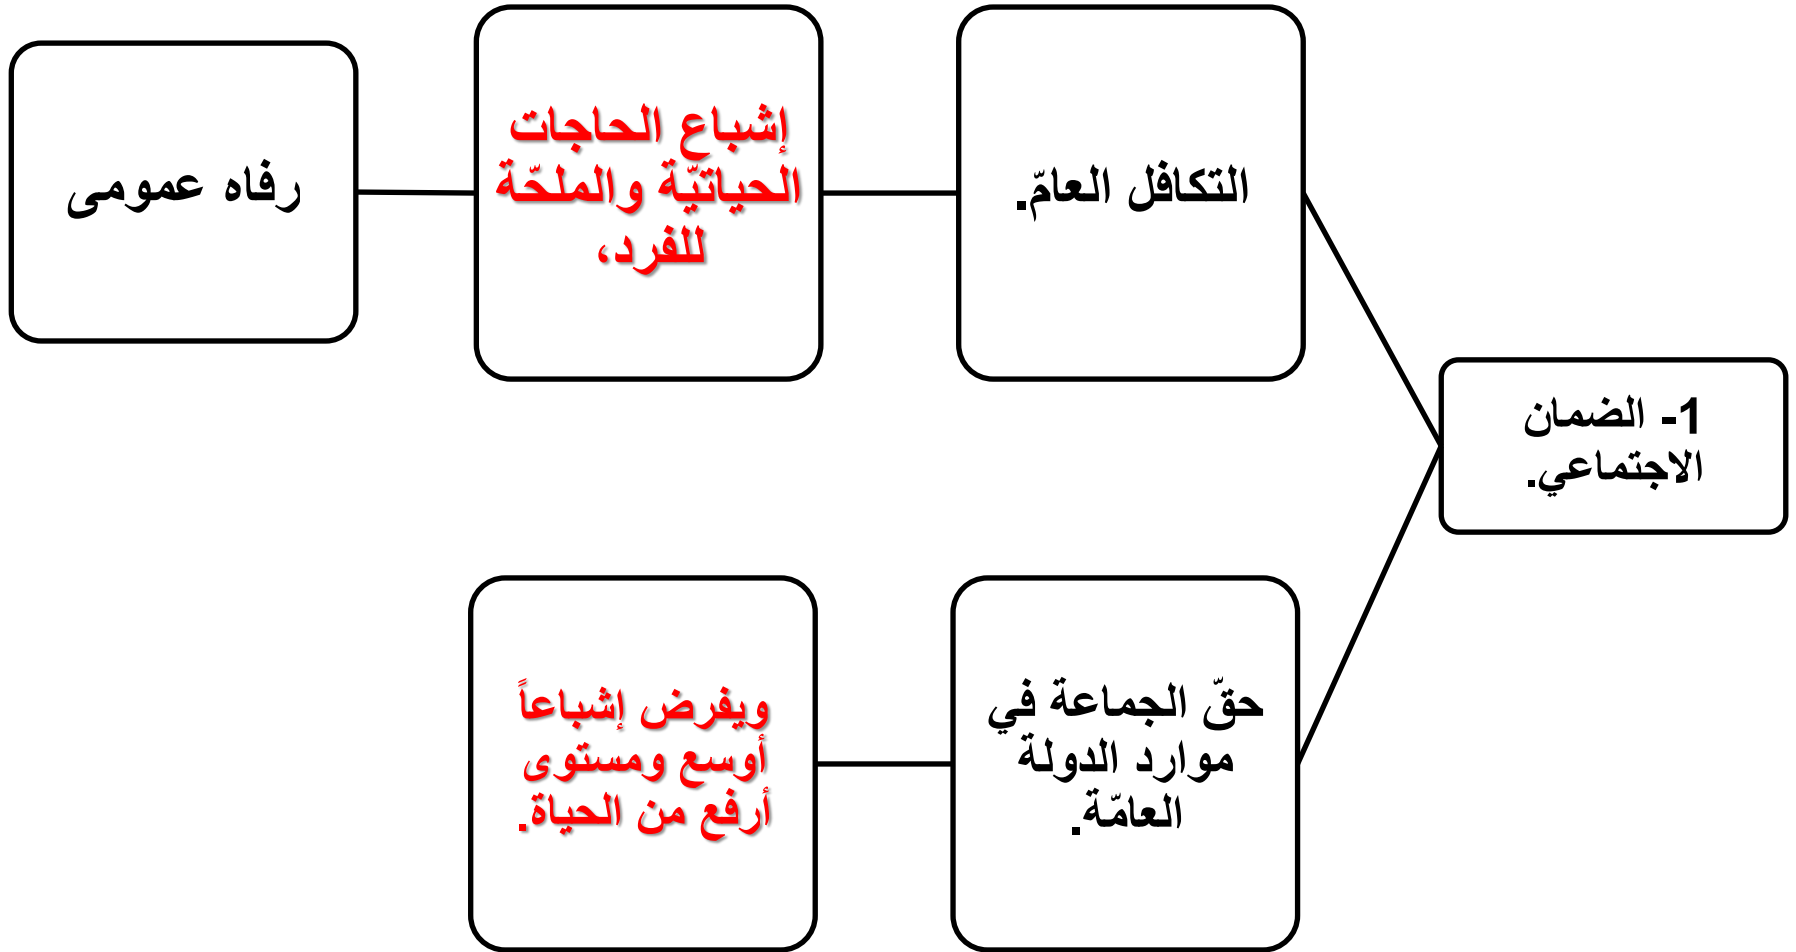 1- الضمان
الاجتماعي.
التكافل العامّ.
إشباع الحاجات
الحياتيّة والملحّة
للفرد،
رفاه عمومى
حقّ الجماعة في
موارد الدولة
العامّة.
ويفرض إشباعاً
أوسع ومستوى
أرفع من الحياة.